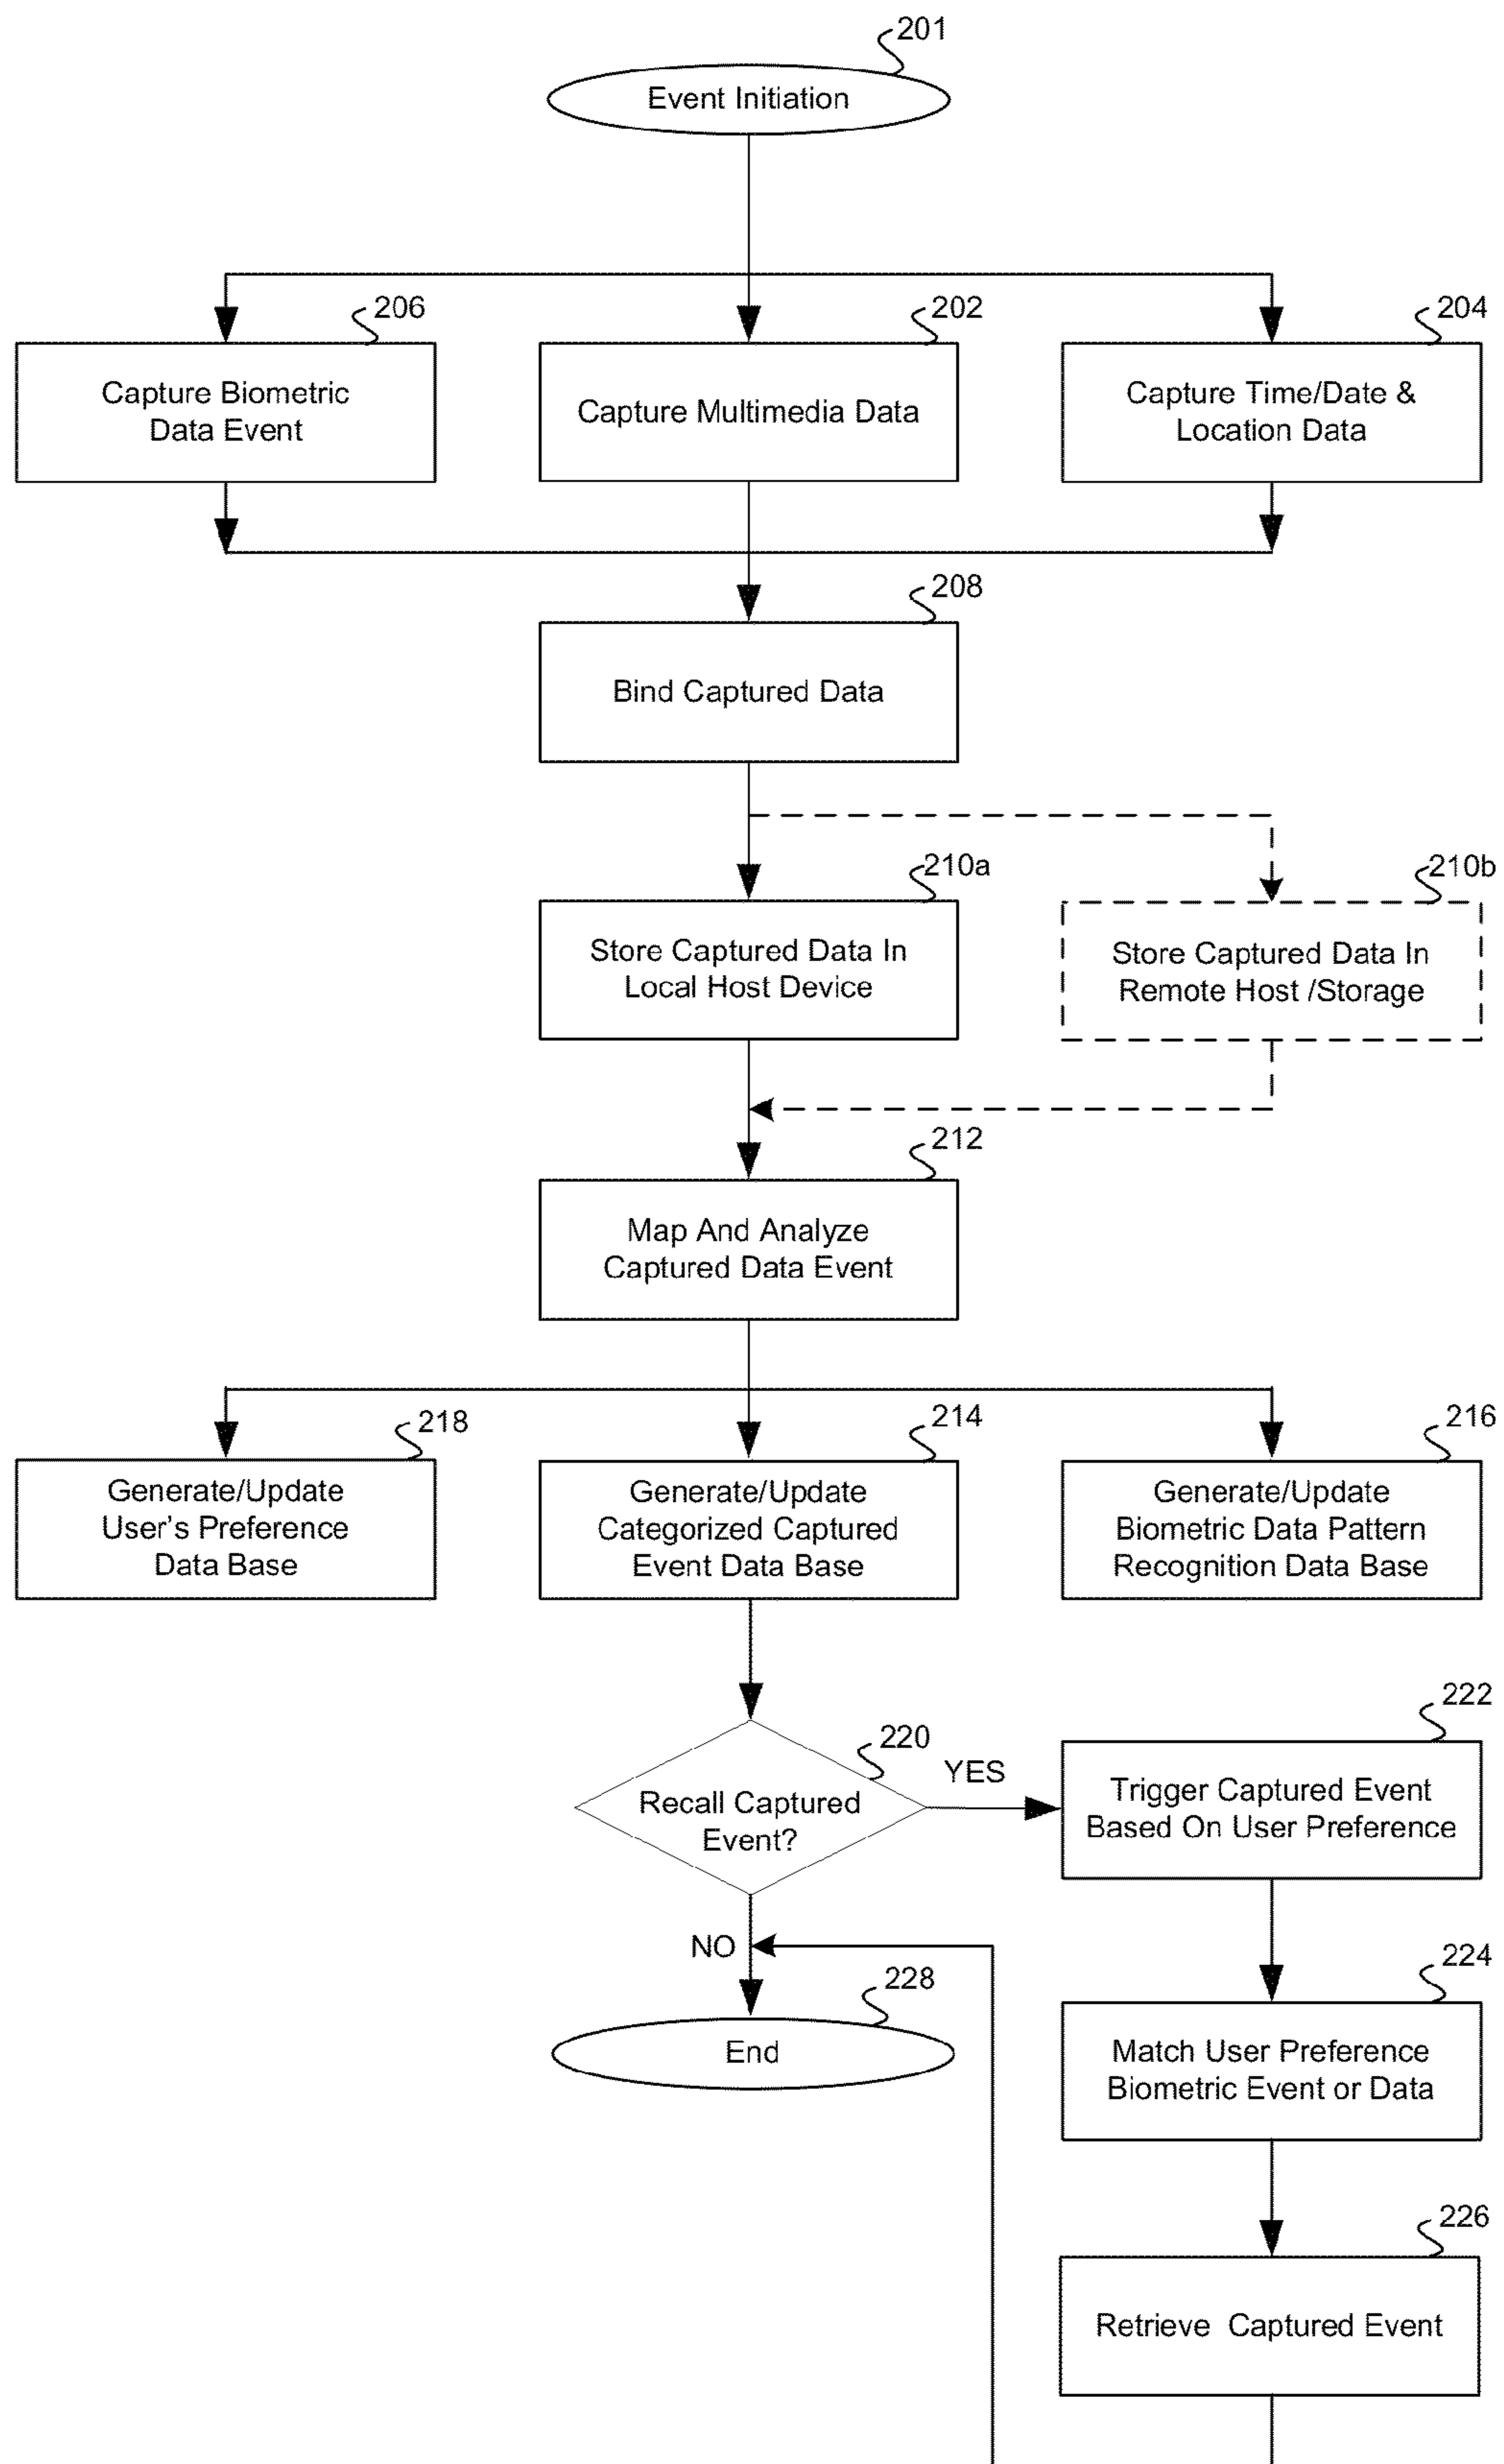 201
Event Initiation
206
202
204
Capture Biometric
Data Event
Capture Multimedia Data
Capture Time/Date &
Location Data
208
Bind Captured Data
210a
210b
Store Captured Data In
Local Host Device
Store Captured Data In
Remote Host /Storage
212
Map And Analyze
Captured Data Event
218
214
216
Generate/Update
User's Preference
Data Base
Generate/Update
Categorized Captured
Event Data Base
Generate/Update
Biometric Data Pattern
Recognition Data Base
220
Recall Captured
Event?
YES
222
Trigger Captured Event
Based On User Preference
NO
224
Match User Preference
Biometric Event or Data
228
End
226
Retrieve Captured Event